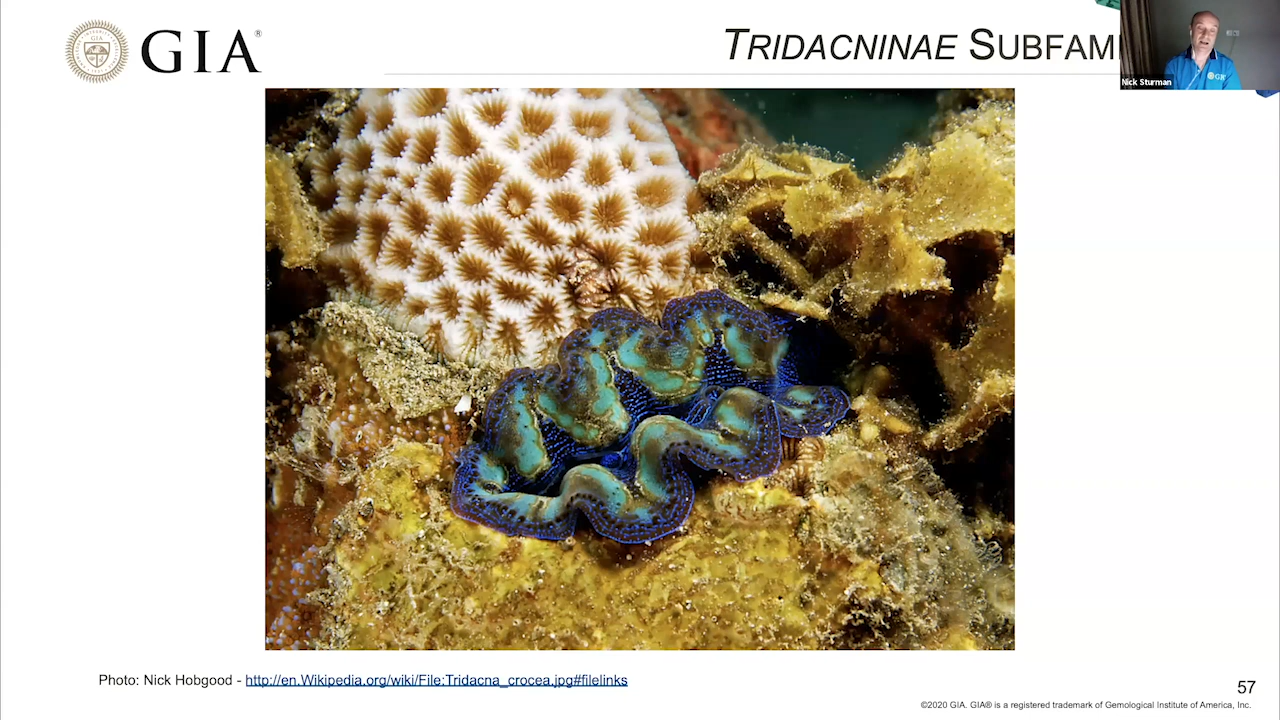 GIA®
TRIDACNINAE SUBFAM
Nick Sturman
Photo: Nick Hobgood - http://en.Wikipedia.org/wiki/File:Tridacna_crocea.jpg#filelinks
57
©2020 GIA. GIA® is a registered trademark of Gemological Institute of America, Inc.